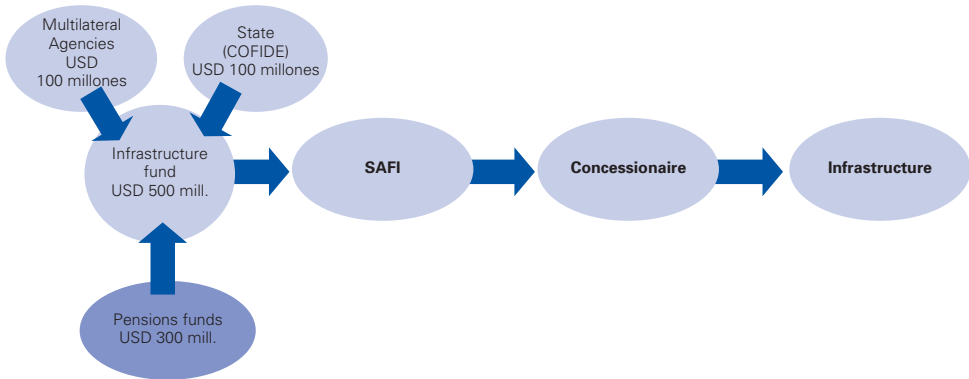 Multilateral
Agencies
USD
100 millones
State
(COFIDE)
USD 100 millones
Infrastructure
fund
USD 500 mill.
SAFI
Concessionaire
Infrastructure
Pensions funds
USD 300 mill.